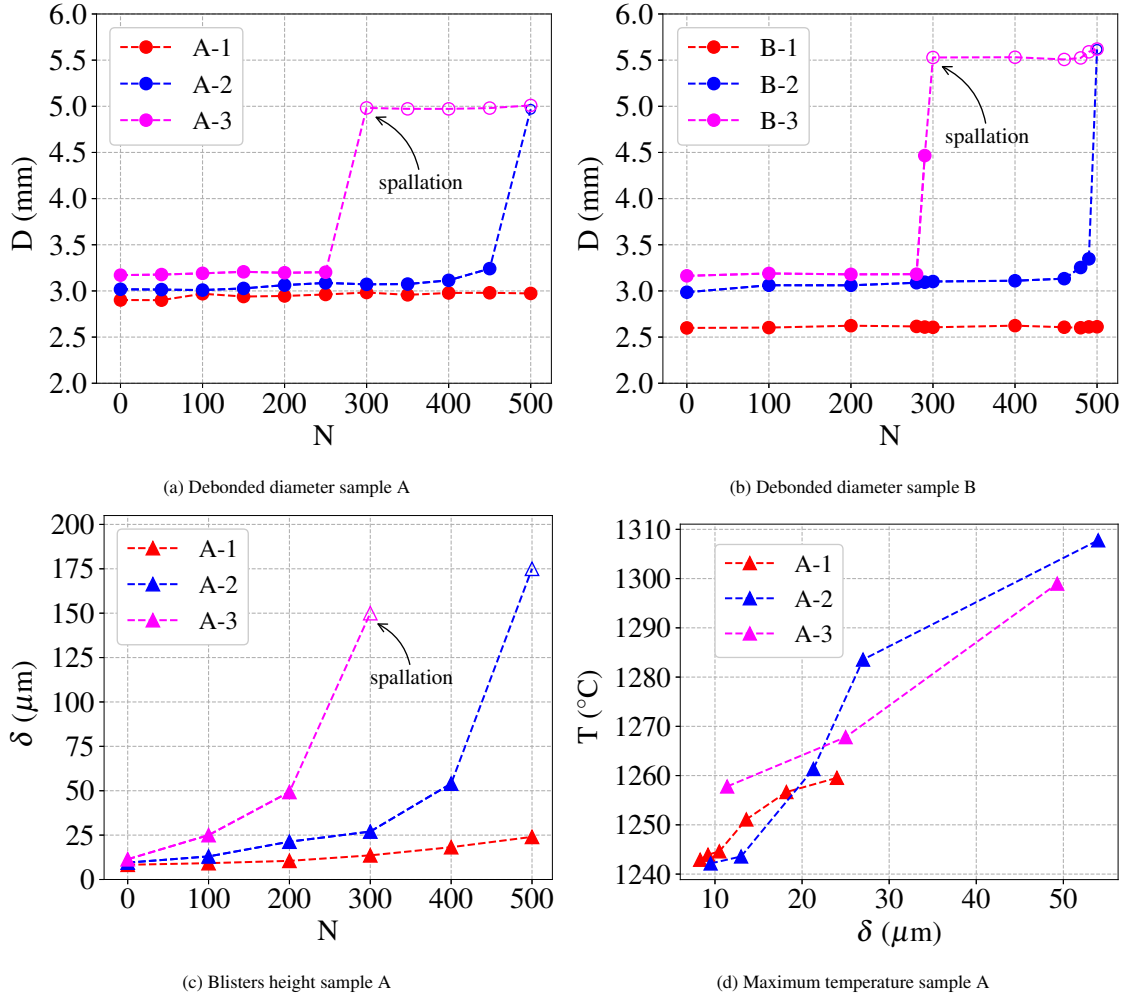 6.0
5.5
5.0
4.5
4.0
3.5
3.0
2.5
2.0
D (mm)
A-1
A-2
A-3
spallation
0 100 200 300 400 500
N
(a) Debonded diameter sample A
6.0
5.5
5.0
4.5
4.0
3.5
3.0
2.5
2.0
D (mm)
B-1
B-2
B-3
spallation
0 100 200 300 400 500
N
(b) Debonded diameter sample B
200
175
150
125
100
75
50
25
0
δ (μm)
A-1
A-2
A-3
spallation
0 100 200 300 400 500
N
(c) Blisters height sample A
1310
1300
1290
1280
1270
1260
1250
1240
T (°C)
A-1
A-2
A-3
10 20 30 40 50
δ (μm)
(d) Maximum temperature sample A